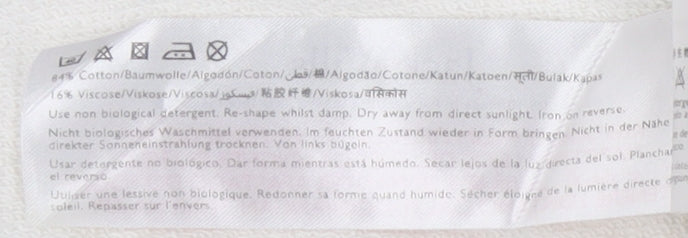 84% Cotton/Baumwolle/Algodón/Coton/قطن/棉/Algodão/Cotone/Katun/Katoen/सूती/Bulak/Kapas
16% Viscose/Viskose/Viscosa/فيسكوز/粘胶纤维/Viskosa/वसिकोस
Use non biological detergent. Re-shape whilst damp. Dry away from direct sunlight. Iron on reverse.
Nicht biologisches Waschmittel verwenden. Im feuchten Zustand wieder in Form bringen. Nicht in der Nähe
direkter Sonneneinstrahlung trocknen. Von links bügeln.
Usar detergente no biológico. Dar forma mientras está húmedo. Secar lejos de la luz directa del sol. Planchar
el reverso.
Utiliser une lessive non biologique. Redonner sa forme quand humide. Sécher éloigné de la lumière directe
soleil. Repasser sur l'envers